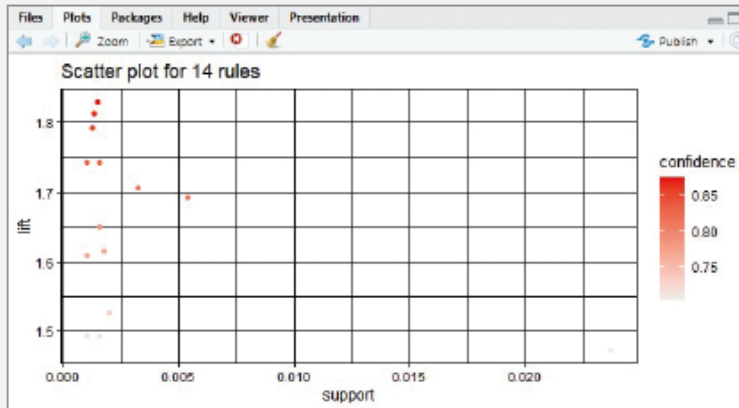 Files Plots Packages Help Viewer Presentation
Zoom Export Publish
Scatter plot for 14 rules
1.8
1.7
1.6
1.5
lift
0.000 0.005 0.010 0.015 0.020
support
confidence
0.85
0.80
0.75